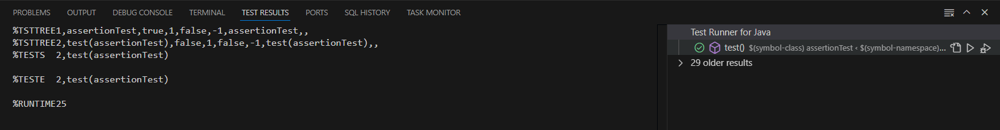 PROBLEMS OUTPUT DEBUG CONSOLE TERMINAL TEST RESULTS PORTS SQL HISTORY TASK MONITOR
%TSTTREE1,assertionTest,true,1,false,-1,assertionTest,,
%TSTTREE2,test(assertionTest),false,1,false,-1,test(assertionTest),,
%TESTS  2,test(assertionTest)
%TESTE  2,test(assertionTest)
%RUNTIME25
Test Runner for Java
test() $(symbol-class) assertionTest ‹ $(symbol-namespace)...
29 older results